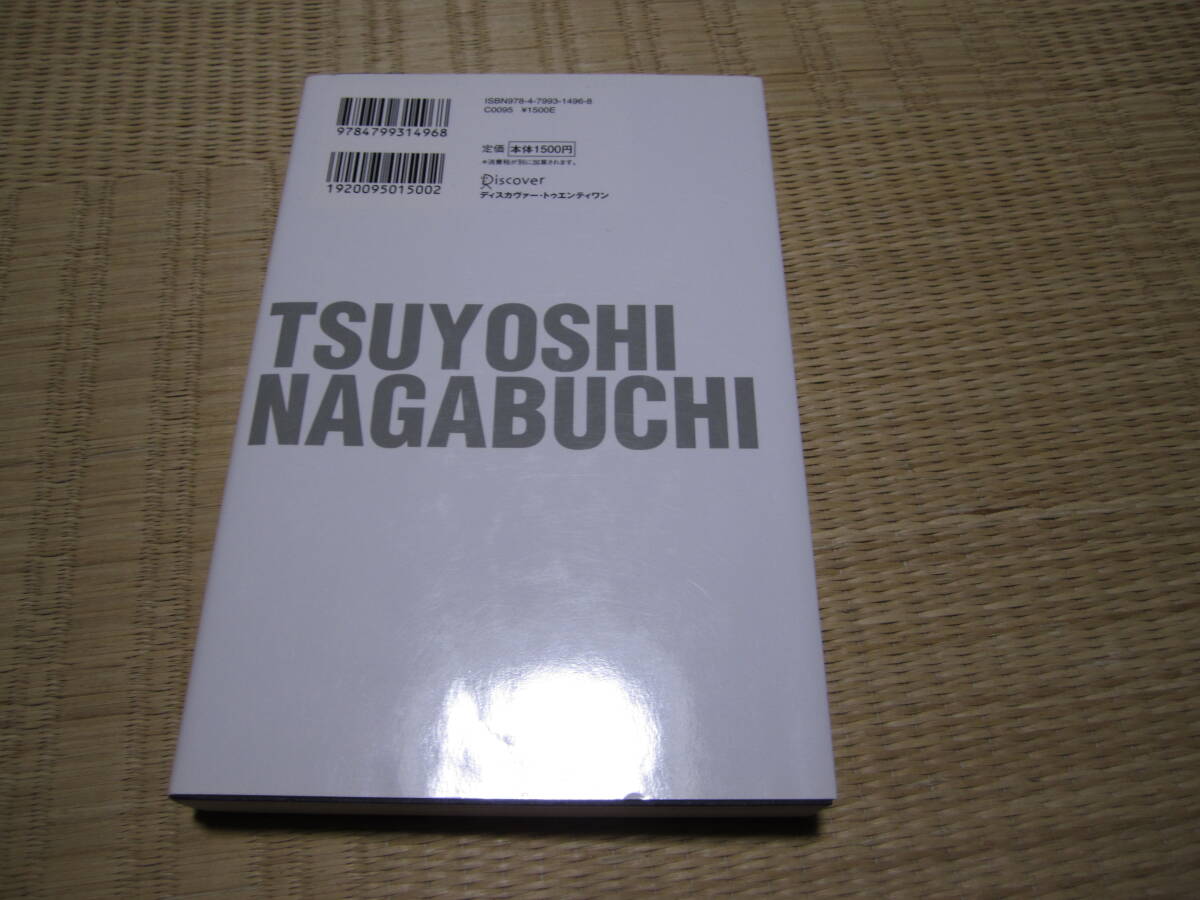 9784799314968
1920095015002
ISBN978-4-7993-1496-8
C0095 ¥1500E
定価 本体1500円
*消費税が別に加算されます。
Discover
ディスカヴァー・トゥエンティワン
TSUYOSHI
NAGABUCHI